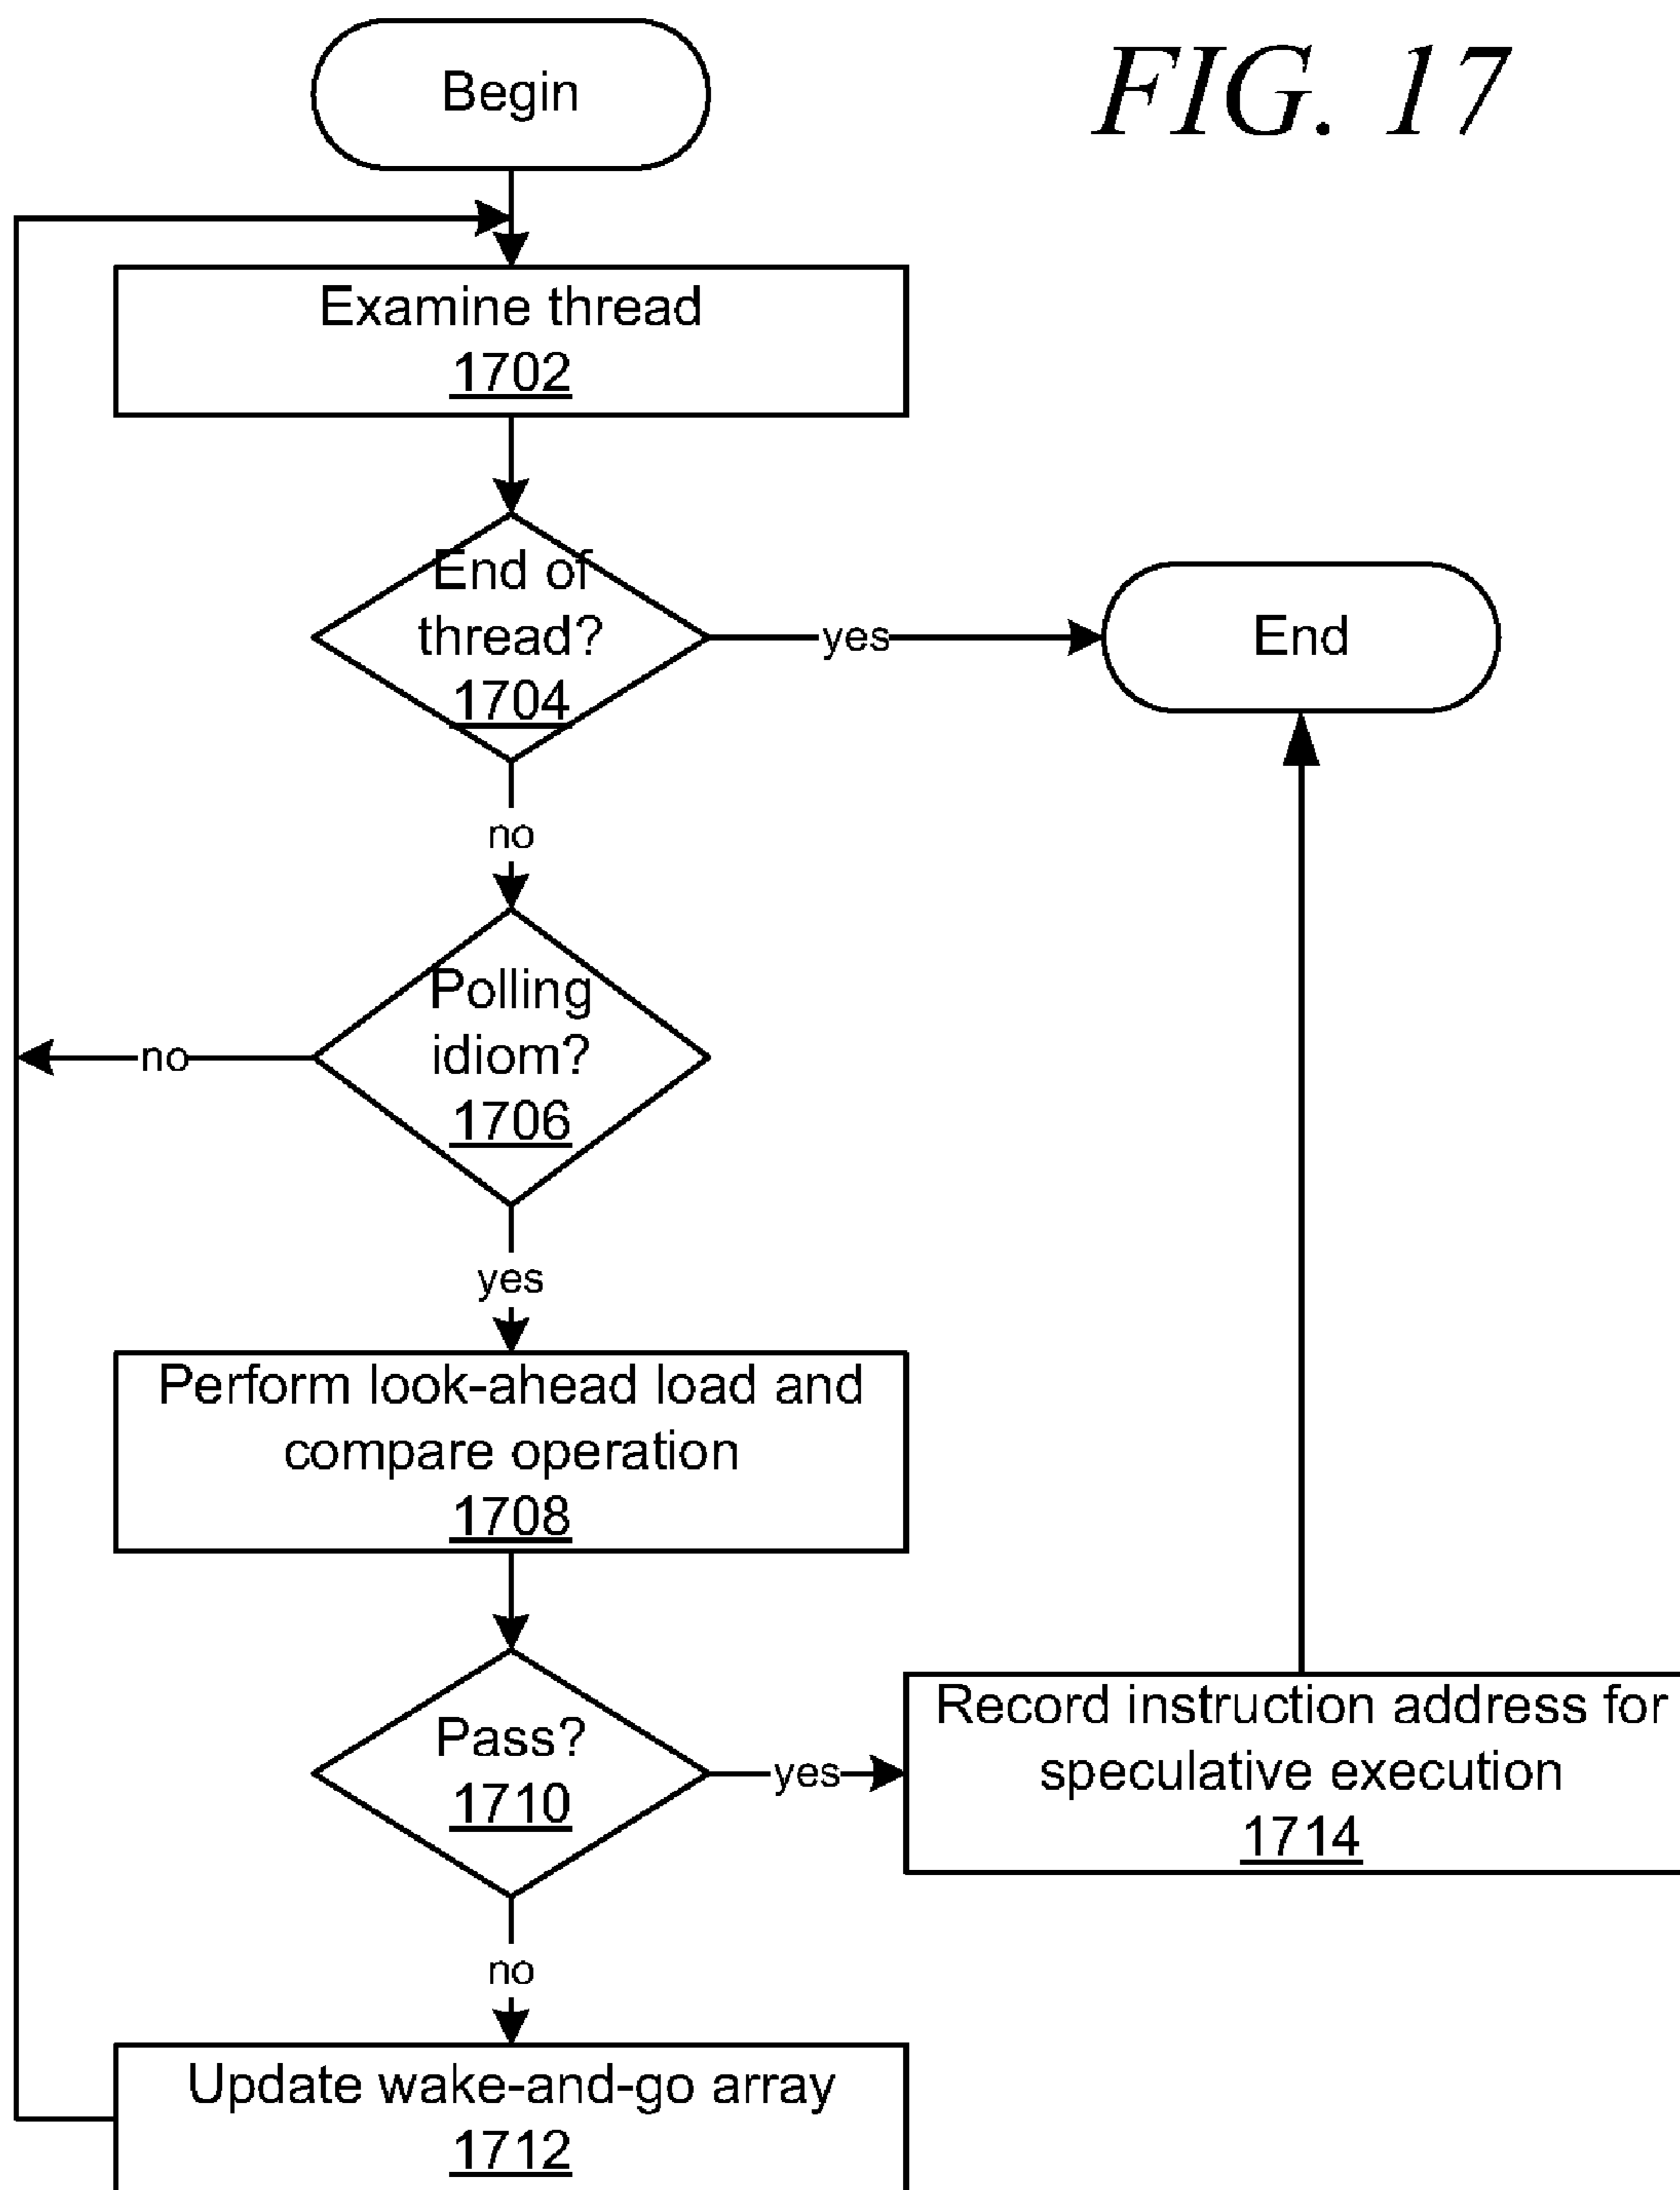 FIG. 17
Begin
Examine thread
1702
End of
thread?
1704
yes
End
no
Polling
idiom?
1706
no
yes
Perform look-ahead load and
compare operation
1708
Pass?
1710
yes
Record instruction address for
speculative execution
1714
no
Update wake-and-go array
1712